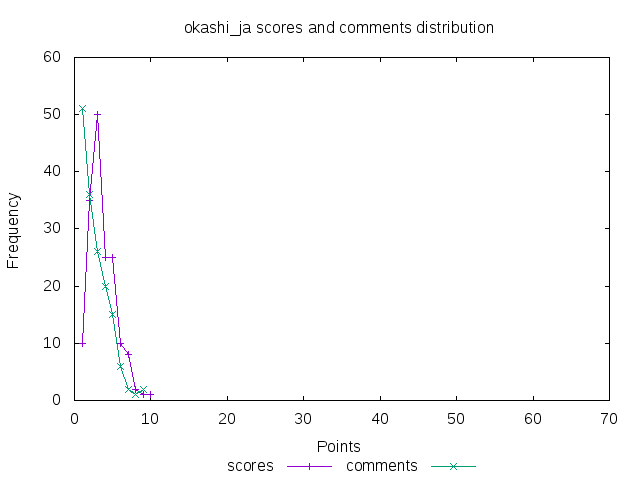 okashi_ja scores and comments distribution
60
50
40
30
20
10
0
Frequency
0 10 20 30 40 50 60 70
Points
scores comments